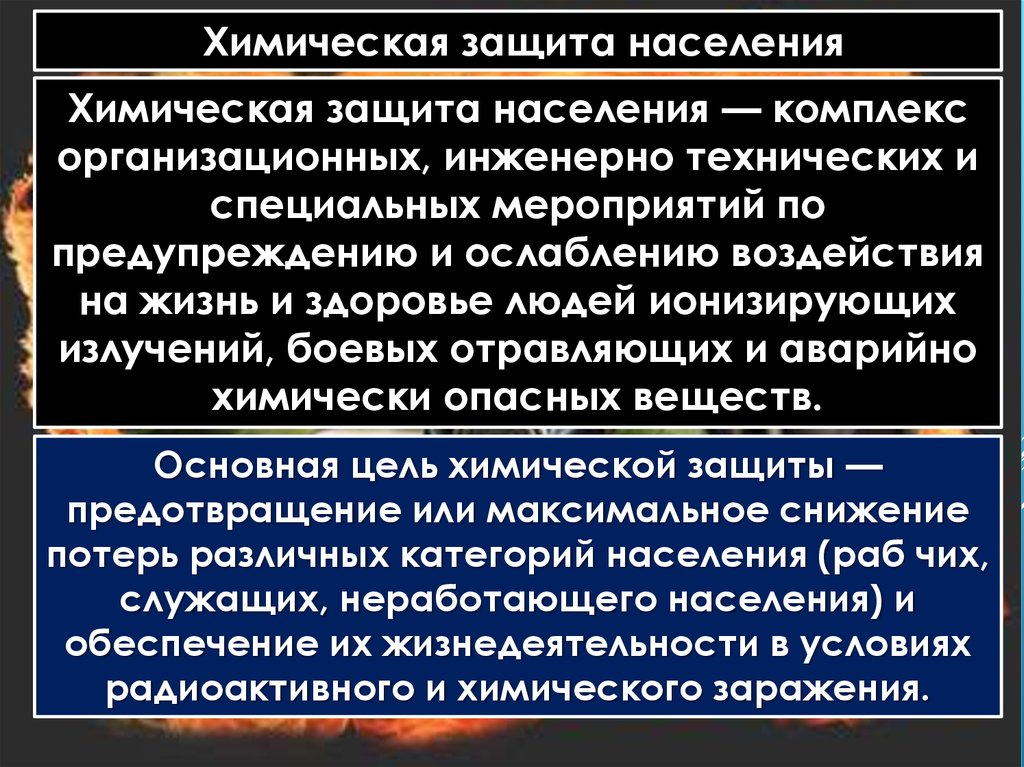 Химическая защита населения
Химическая защита населения — комплекс
организационных, инженерно технических и
специальных мероприятий по
предупреждению и ослаблению воздействия
на жизнь и здоровье людей ионизирующих
излучений, боевых отравляющих и аварийно
химически опасных веществ.
Основная цель химической защиты —
предотвращение или максимальное снижение
потерь различных категорий населения (раб чих,
служащих, неработающего населения) и
обеспечение их жизнедеятельности в условиях
радиоактивного и химического заражения.